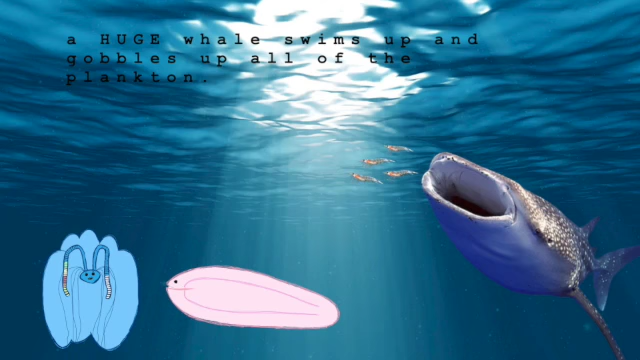 a HUGE whale swims up and
gobbles up all of the
plankton.